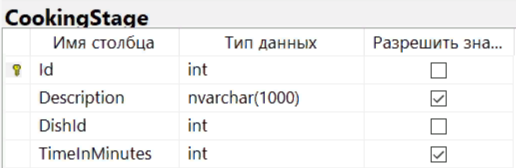 CookingStage
Имя столбца Тип данных Разрешить зна...
Id int
Description nvarchar(1000)
DishId int
TimeInMinutes int